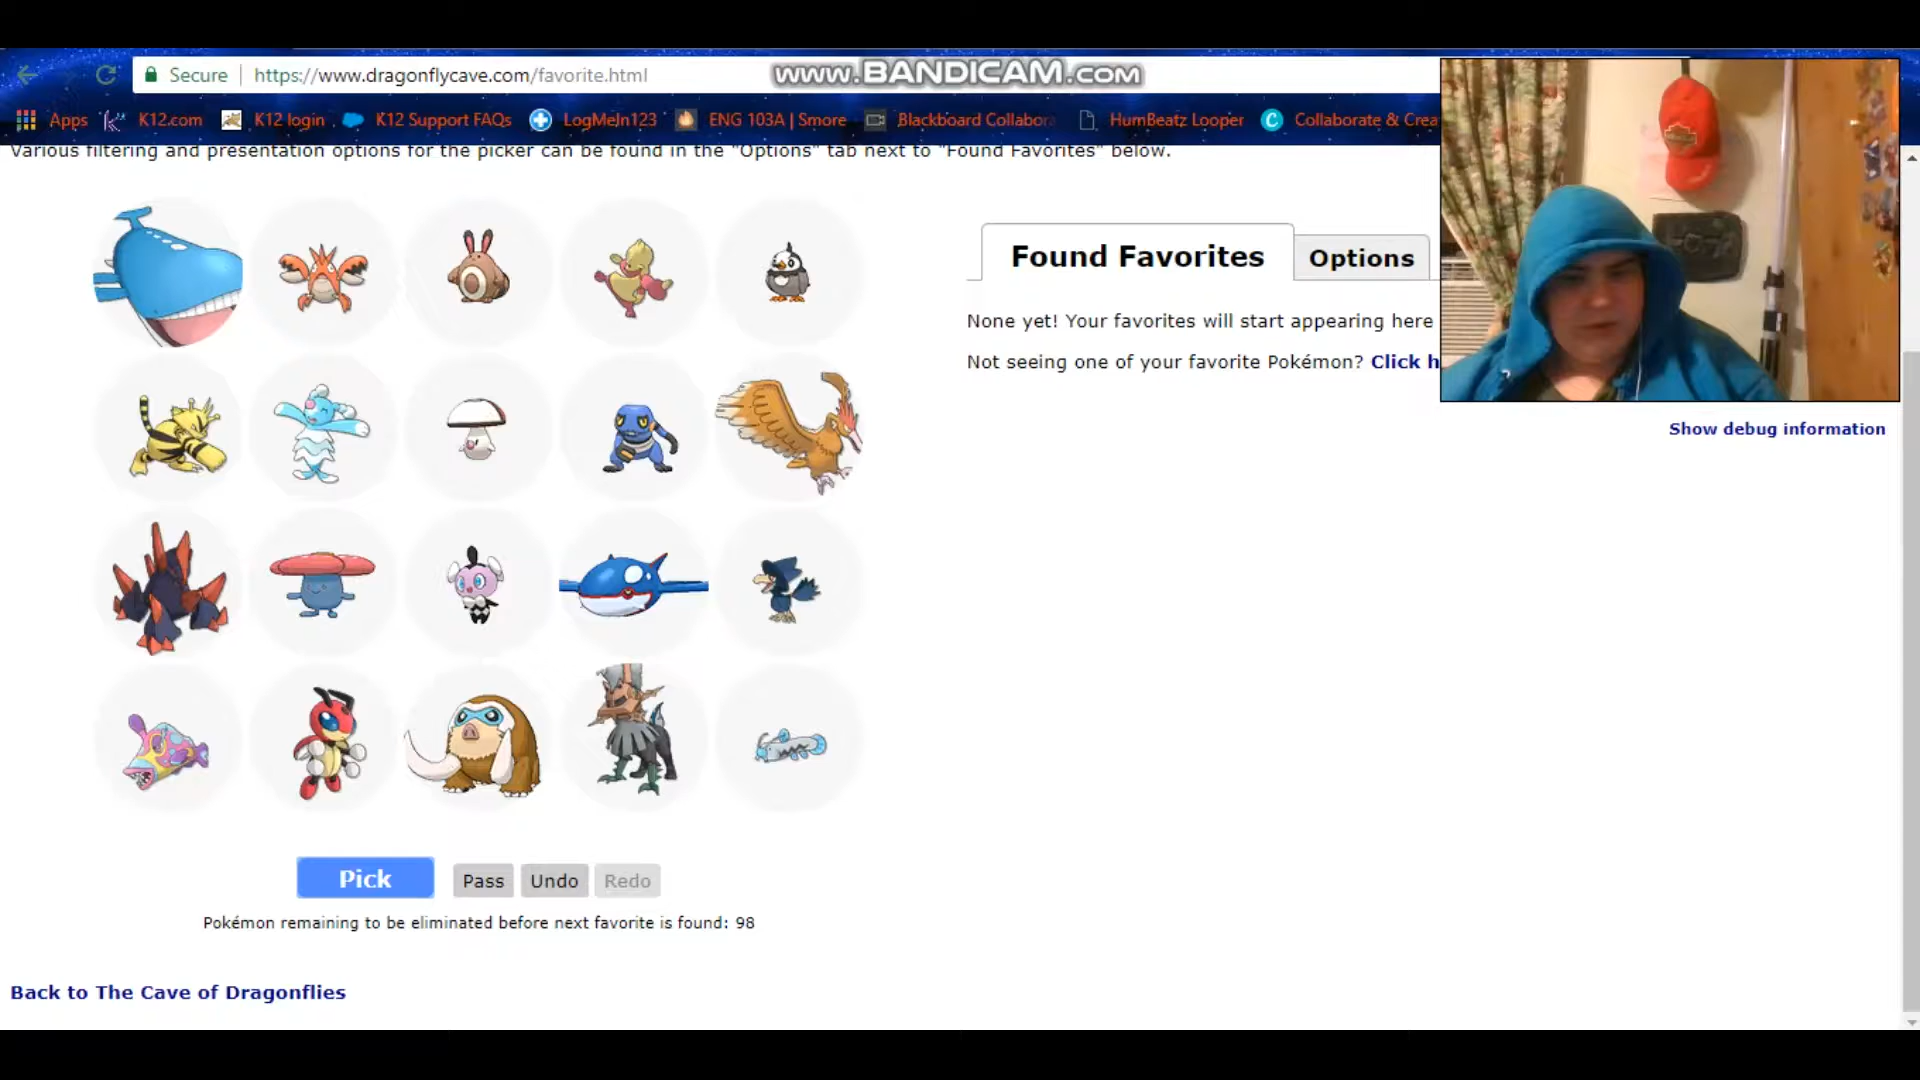 Secure https://www.dragonflycave.com/favorite.html
www.BANDICAM.com
Apps K12.com K12 login K12 Support FAQs LogMeIn123 ENG 103A | Smore Blackboard Collabora HumBeatz Looper Collaborate & Crea
Various filtering and presentation options for the picker can be found in the "Options" tab next to "Found Favorites" below.
Found Favorites Options
None yet! Your favorites will start appearing here
Not seeing one of your favorite Pokémon? Click h
Show debug information
Pick Pass Undo Redo
Pokémon remaining to be eliminated before next favorite is found: 98
Back to The Cave of Dragonflies